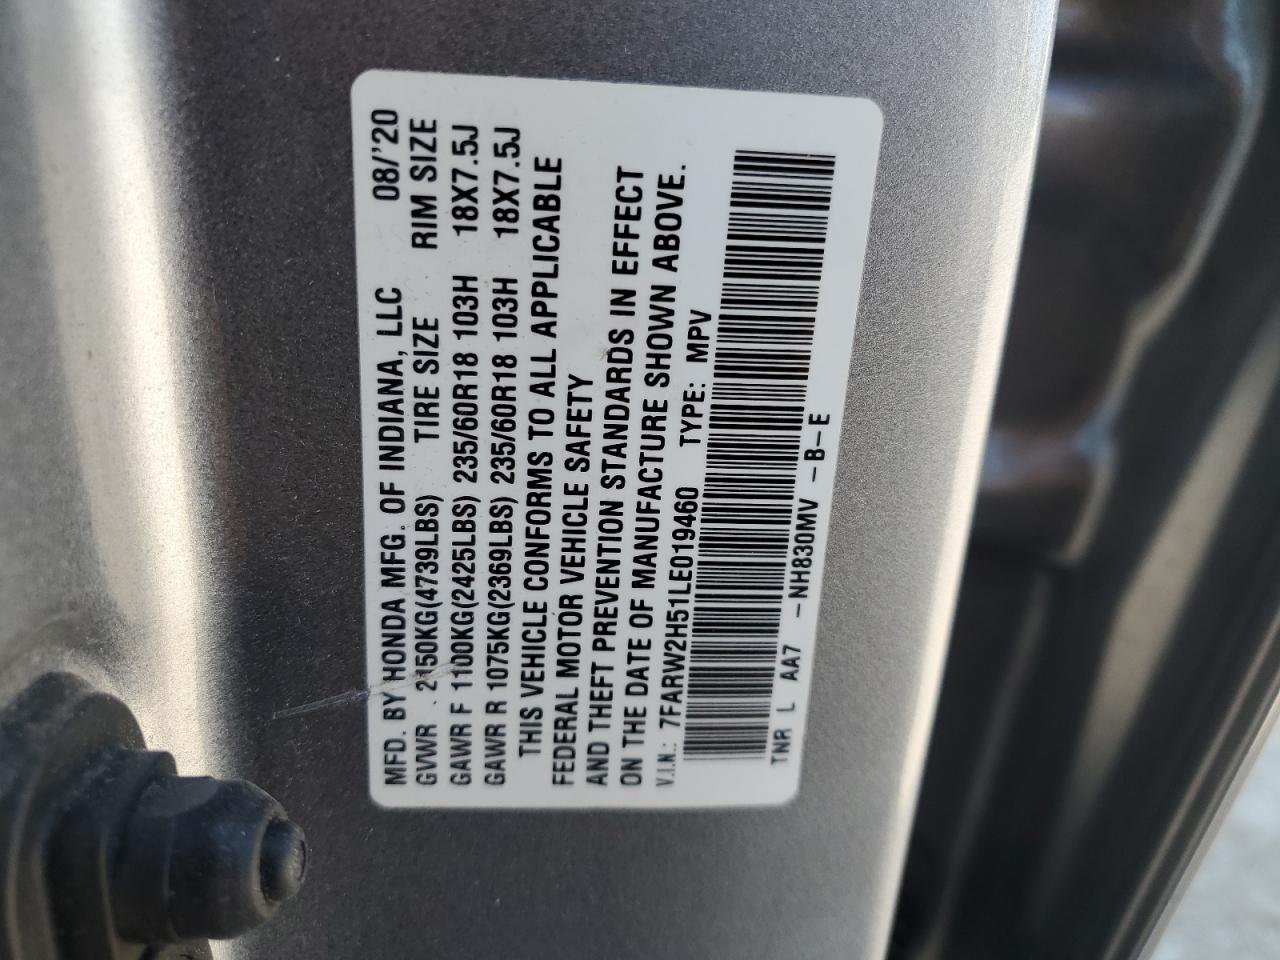 MFD. BY HONDA MFG. OF INDIANA, LLC 08/'20
GVWR . 2150KG(4739LBS) TIRE SIZE RIM SIZE
GAWR F 1100KG(2425LBS) 235/60R18 103H 18X7.5J
GAWR R 1075KG(2369LBS) 235/60R18 103H 18X7.5J
THIS VEHICLE CONFORMS TO ALL APPLICABLE
FEDERAL MOTOR VEHICLE SAFETY
AND THEFT PREVENTION STANDARDS IN EFFECT
ON THE DATE OF MANUFACTURE SHOWN ABOVE.
V.I.N.: 7FARW2H51LE019460 TYPE: MPV
TNR L AA7 -NH830MV -B-E